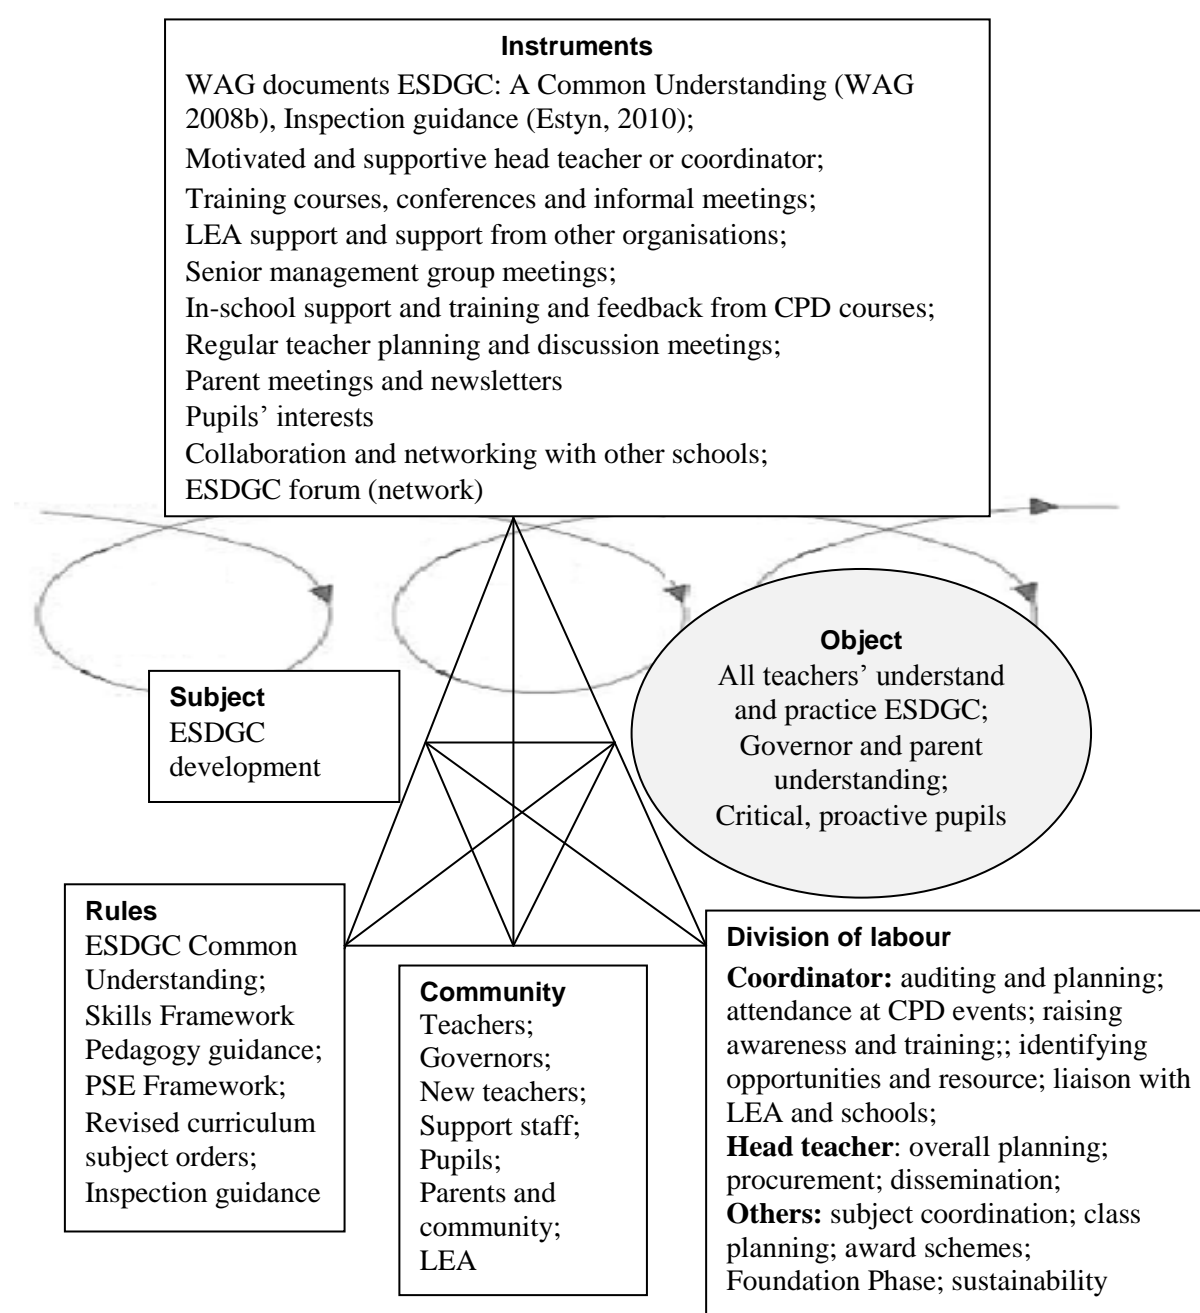 Instruments
WAG documents ESDGC: A Common Understanding (WAG
2008b), Inspection guidance (Estyn, 2010);
Motivated and supportive head teacher or coordinator;
Training courses, conferences and informal meetings;
LEA support and support from other organisations;
Senior management group meetings;
In-school support and training and feedback from CPD courses;
Regular teacher planning and discussion meetings;
Parent meetings and newsletters
Pupils’ interests
Collaboration and networking with other schools;
ESDGC forum (network)
Subject
ESDGC
development
Object
All teachers’ understand
and practice ESDGC;
Governor and parent
understanding;
Critical, proactive pupils
Rules
ESDGC Common
Understanding;
Skills Framework
Pedagogy guidance;
PSE Framework;
Revised curriculum
subject orders;
Inspection guidance
Community
Teachers;
Governors;
New teachers;
Support staff;
Pupils;
Parents and
community;
LEA
Division of labour
Coordinator: auditing and planning;
attendance at CPD events; raising
awareness and training;; identifying
opportunities and resource; liaison with
LEA and schools;
Head teacher: overall planning;
procurement; dissemination;
Others: subject coordination; class
planning; award schemes;
Foundation Phase; sustainability